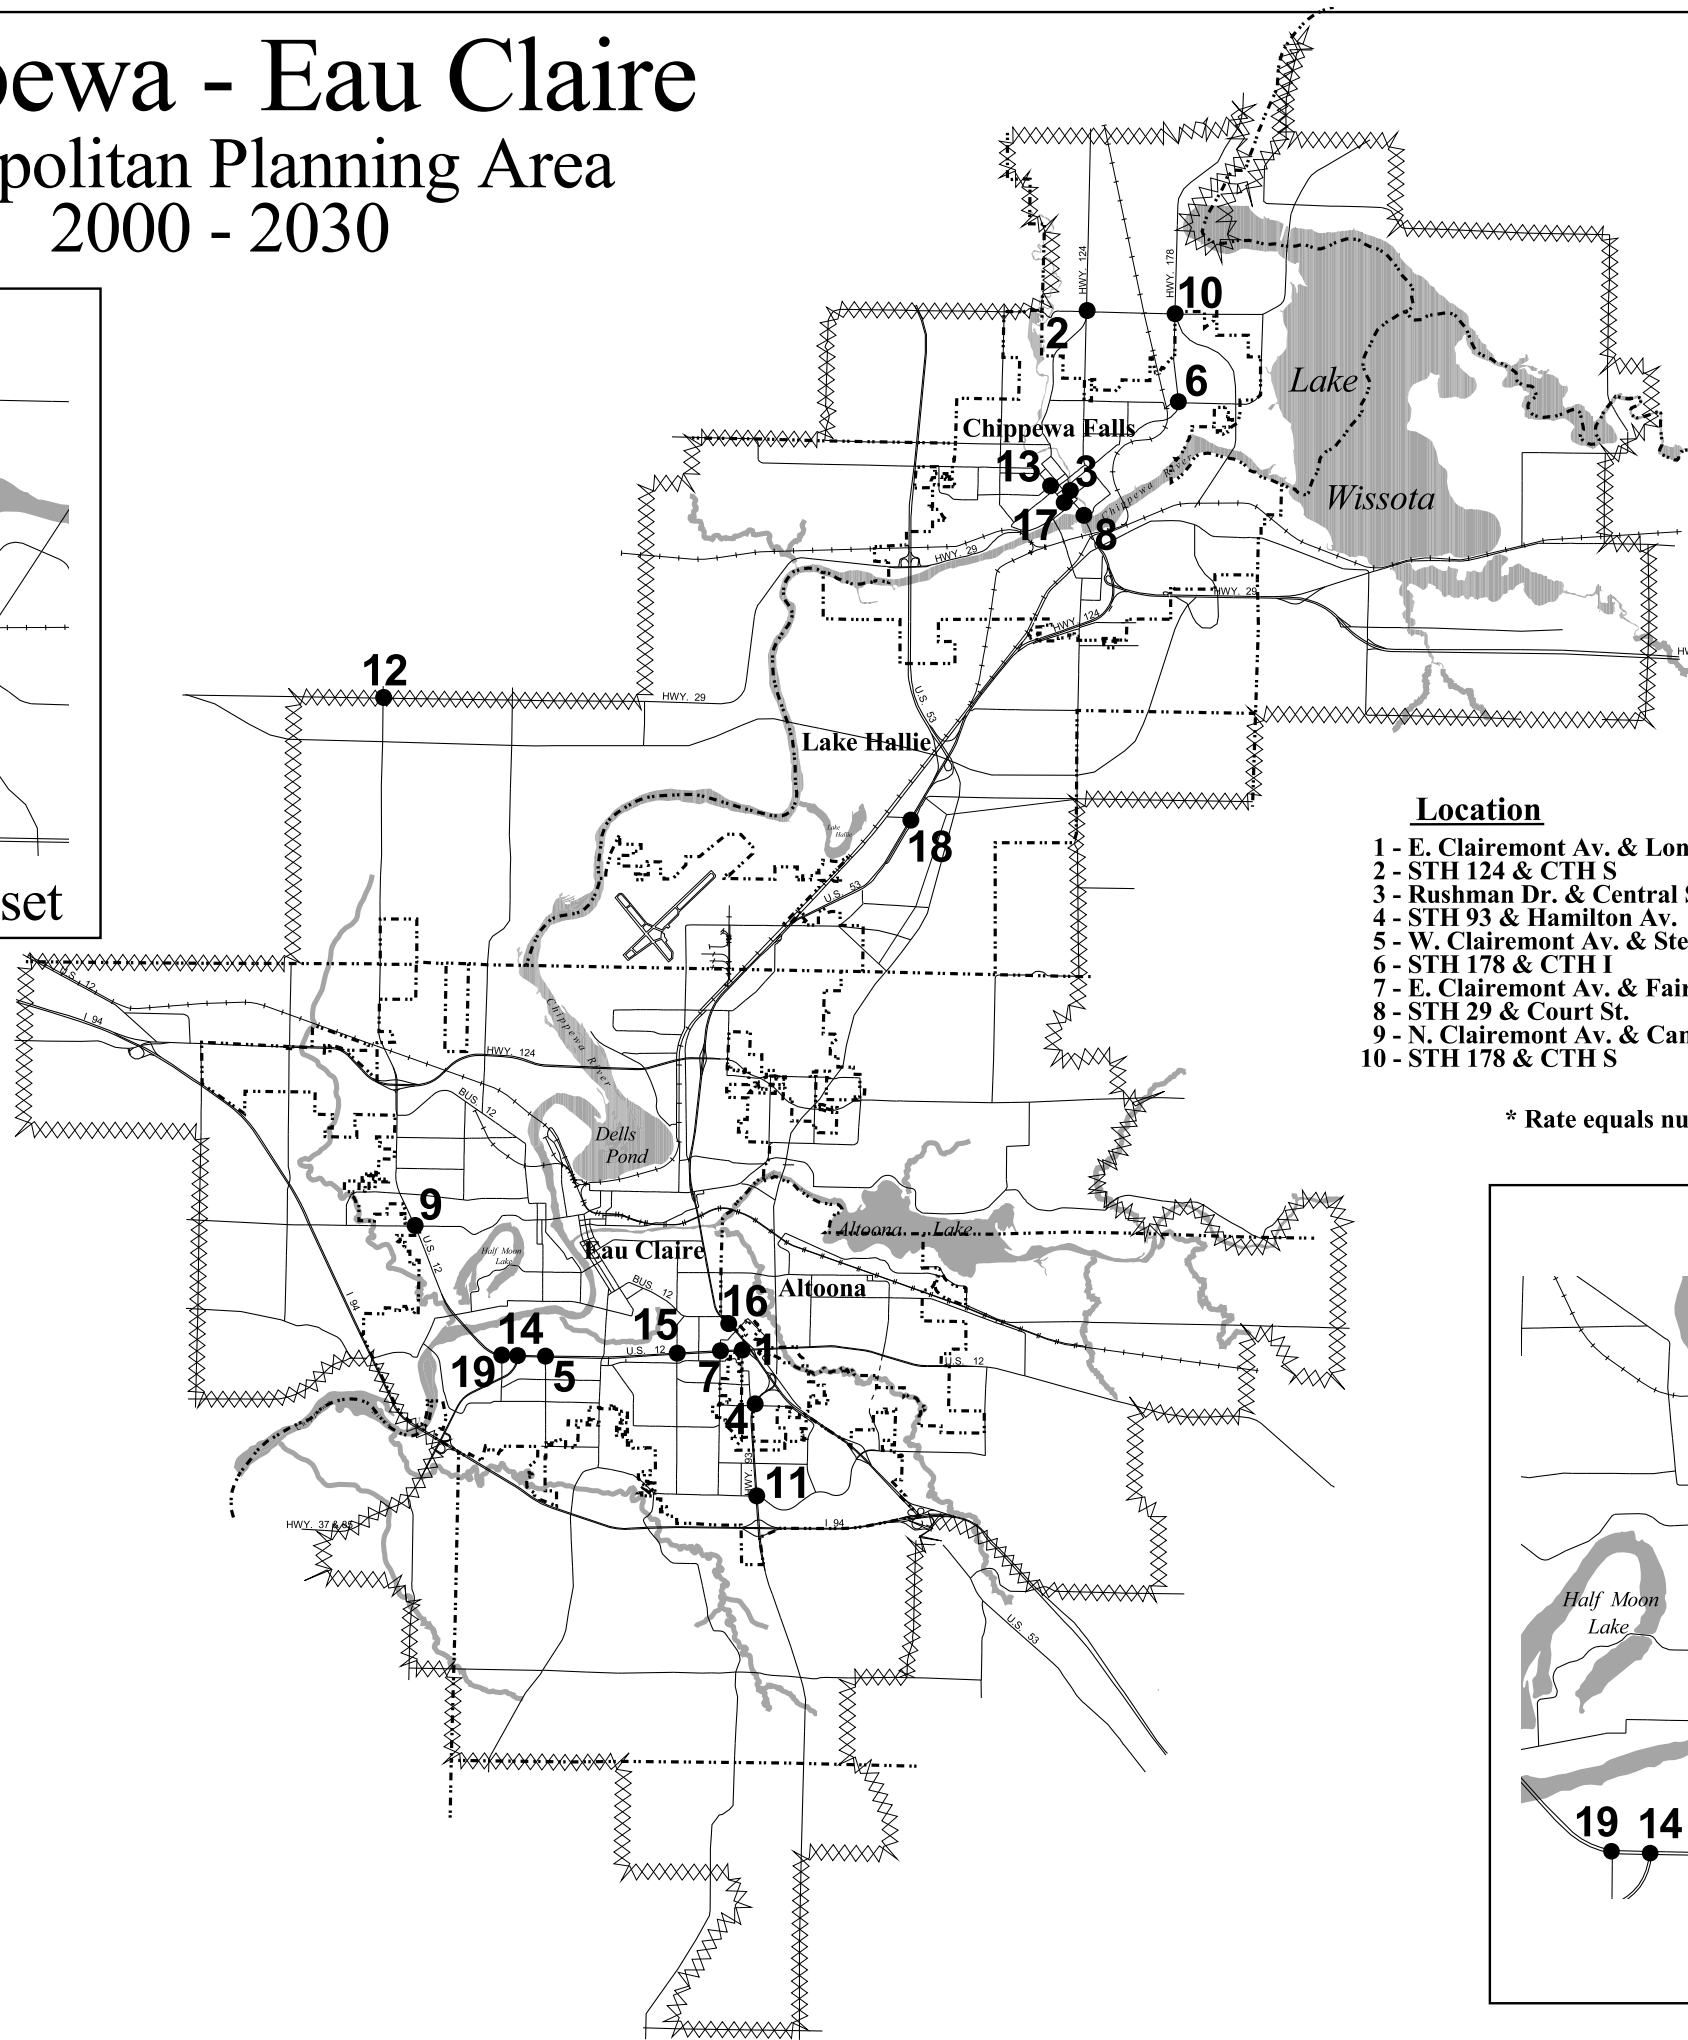 pewa - Eau Claire
politan Planning Area
2000 - 2030
HWY. 124
HWY. 178
10
2
6
Lake
Chippewa Falls
13
3
Wissota
Chippewa River
17
8
HWY. 29
HWY. 29
HWY. 124
12
HWY. 29
U.S. 53
Lake Hallie
Location
Lake
Hallie
18
1 - E. Clairemont Av. & Lon
2 - STH 124 & CTH S
3 - Rushman Dr. & Central S
4 - STH 93 & Hamilton Av.
5 - W. Clairemont Av. & Ste
6 - STH 178 & CTH I
7 - E. Clairemont Av. & Fair
8 - STH 29 & Court St.
9 - N. Clairemont Av. & Can
10 - STH 178 & CTH S
set
U.S. 53
U.S. 12
I 94
Chippewa River
HWY. 124
BUS. 12
* Rate equals nu
Dells
Pond
9
U.S. 12
Half Moon
Lake
Altoona Lake
Eau Claire
BUS. 12
Altoona
I 94
16
14
15
19
5
U.S. 12
7
1
U.S. 12
4
HWY. 93
11
HWY. 37 & 85
I 94
Half Moon
Lake
U.S. 53
19 14